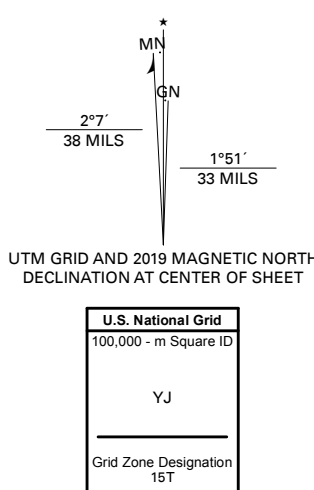 ★
MN
GN
2°7´
38 MILS
1°51´
33 MILS
UTM GRID AND 2019 MAGNETIC NORTH
DECLINATION AT CENTER OF SHEET
U.S. National Grid
100,000 - m Square ID
YJ
Grid Zone Designation
15T